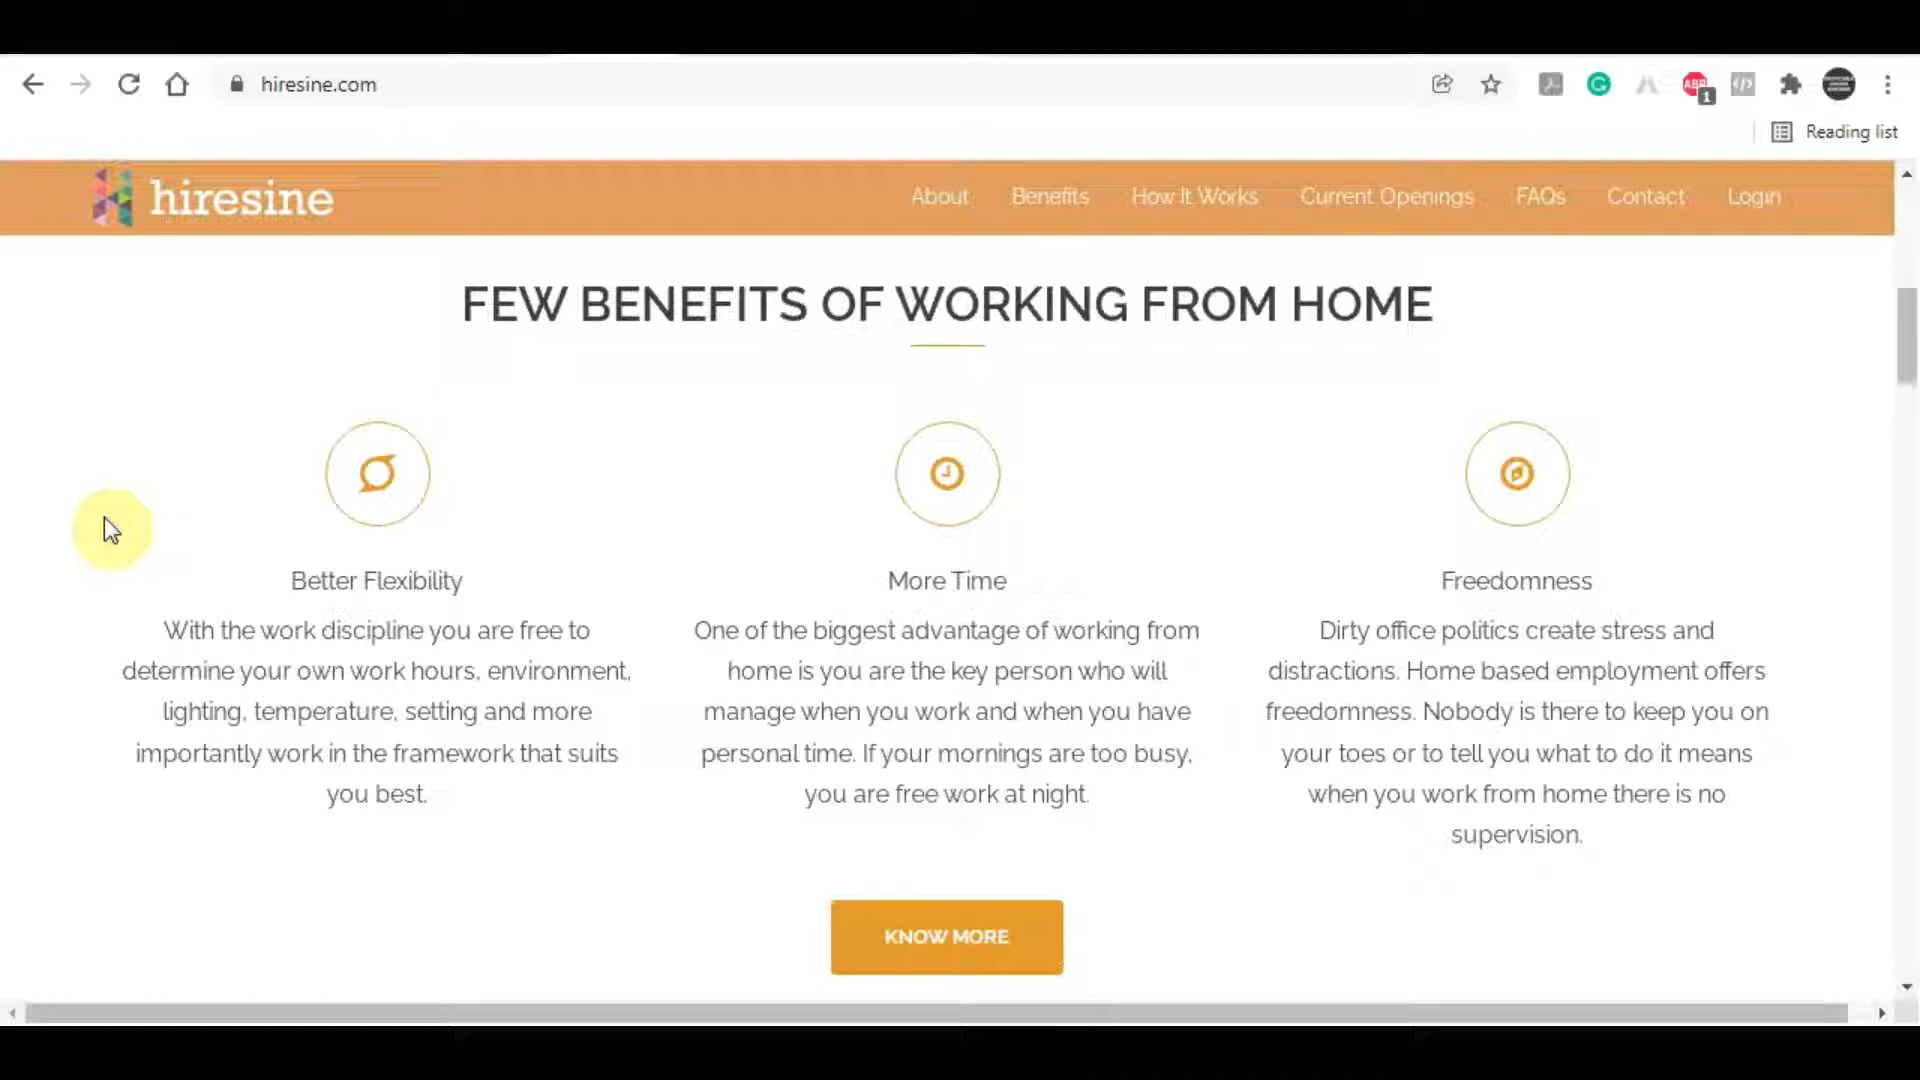 hiresine.com
ABP
1
Reading list
hiresine
About Benefits How It Works Current Openings FAQs Contact Login
FEW BENEFITS OF WORKING FROM HOME
Better Flexibility
With the work discipline you are free to
determine your own work hours, environment,
lighting, temperature, setting and more
importantly work in the framework that suits
you best.
More Time
One of the biggest advantage of working from
home is you are the key person who will
manage when you work and when you have
personal time. If your mornings are too busy,
you are free work at night.
Freedomness
Dirty office politics create stress and
distractions. Home based employment offers
freedomness. Nobody is there to keep you on
your toes or to tell you what to do it means
when you work from home there is no
supervision.
KNOW MORE